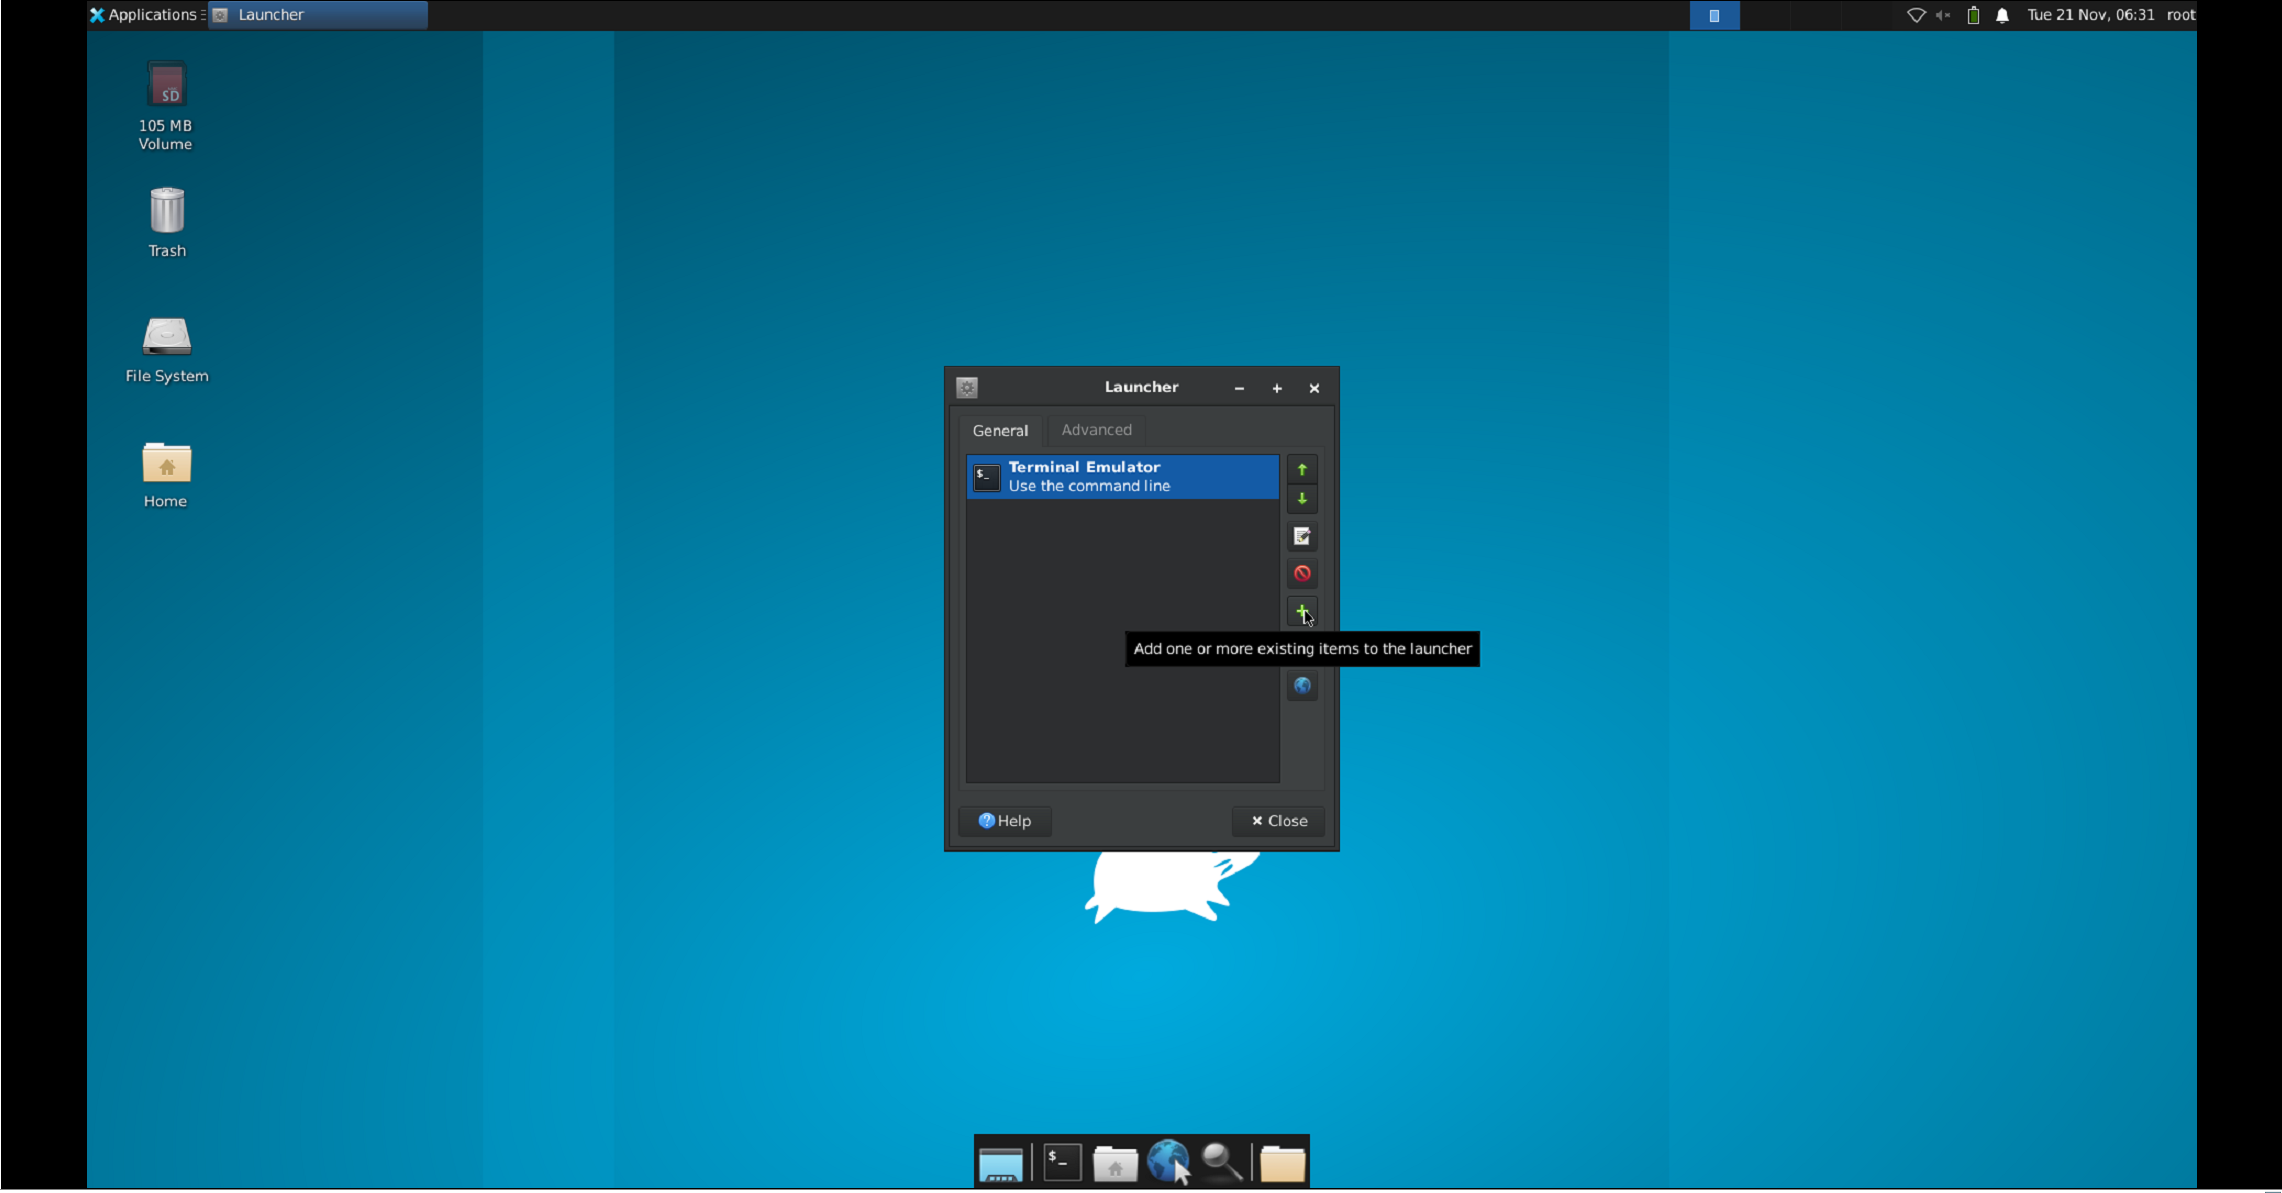 Applications
Launcher
Tue 21 Nov, 06:31
root
SD
105 MB
Volume
Trash
File System
Home
Launcher
General
Advanced
$_
Terminal Emulator
Use the command line
Add one or more existing items to the launcher
Help
Close
$_